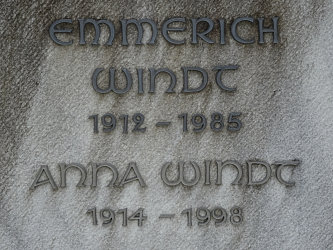 EMMERICH
WINDT
1912 – 1985
ANNA WINDT
1914 – 1998